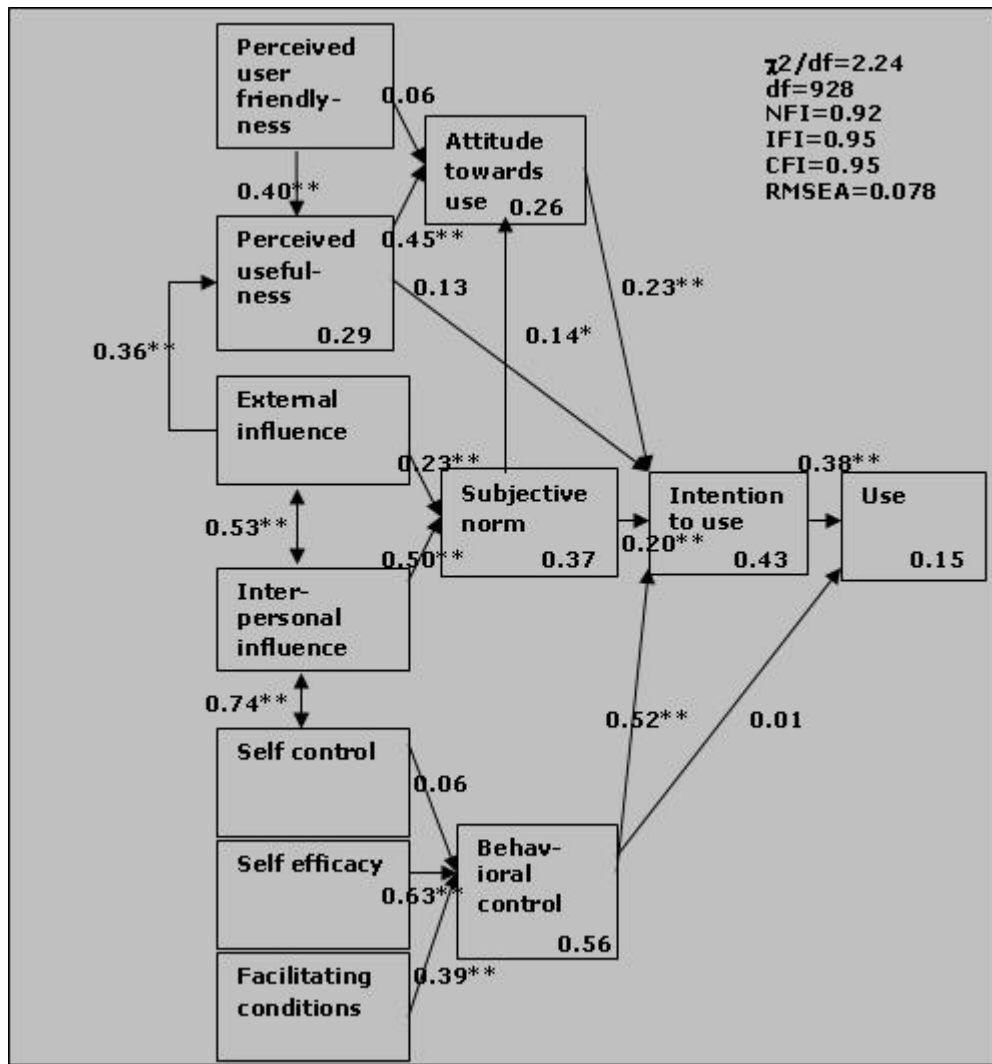 Perceived
user
friendly-
ness
0.06
χ2/df=2.24
df=928
NFI=0.92
IFI=0.95
CFI=0.95
RMSEA=0.078
Attitude
towards
use
0.26
0.40**
Perceived
useful-
ness
0.29
0.45**
0.13
0.23**
0.14*
0.36**
External
influence
0.23**
0.53**
Subjective
norm
0.37
0.20**
Intention
to use
0.43
0.38**
Use
0.15
0.50**
Inter-
personal
influence
0.74**
0.52**
0.01
Self control
0.06
Self efficacy
0.63**
Behav-
ioral
control
0.56
Facilitating
conditions
0.39**